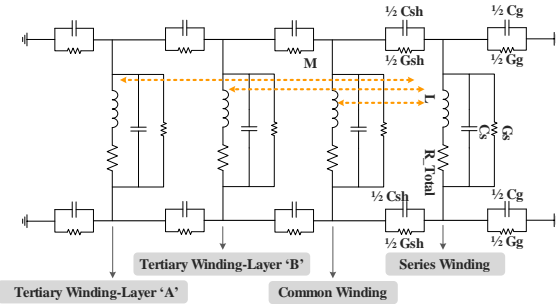 ½ Csh
½ Cg
½ Gsh
½ Gg
M
L
Cs
Gs
R_Total
½ Csh
½ Cg
½ Gsh
½ Gg
Tertiary Winding-Layer ‘B’
Series Winding
Tertiary Winding-Layer ‘A’
Common Winding